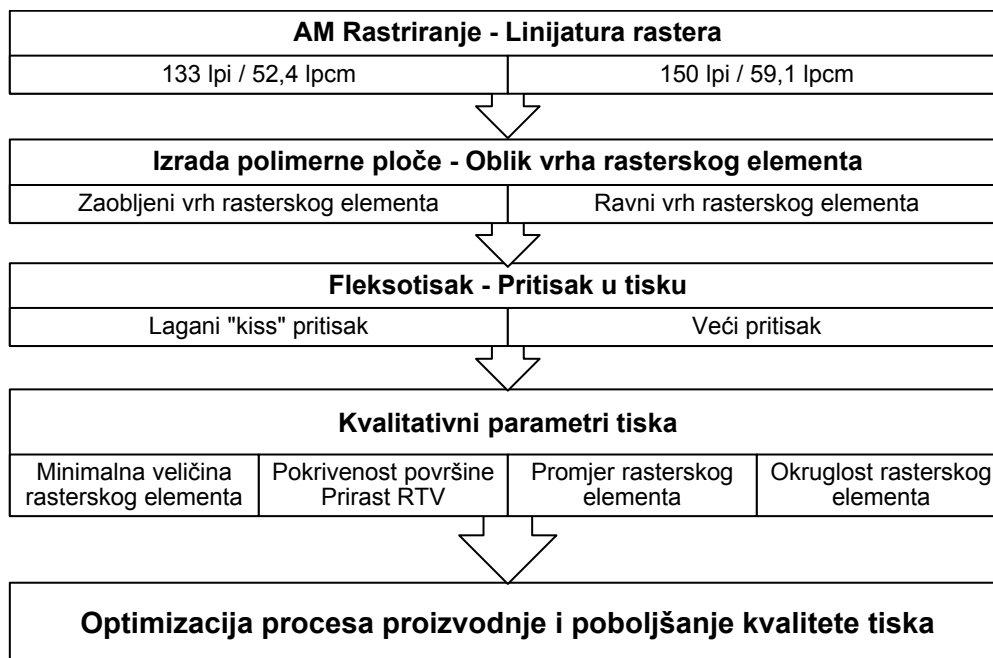 AM Rastriranje - Linijatura rastera
133 lpi / 52,4 lpcm
150 lpi / 59,1 lpcm
Izrada polimerne ploče - Oblik vrha rasterskog elementa
Zaobljeni vrh rasterskog elementa
Ravni vrh rasterskog elementa
Fleksotisak - Pritisak u tisku
Lagani "kiss" pritisak
Veći pritisak
Kvalitativni parametri tiska
Minimalna veličina
rasterskog elementa
Pokrivenost površine
Prirast RTV
Promjer rasterskog
elementa
Okruglost rasterskog
elementa
Optimizacija procesa proizvodnje i poboljšanje kvalitete tiska